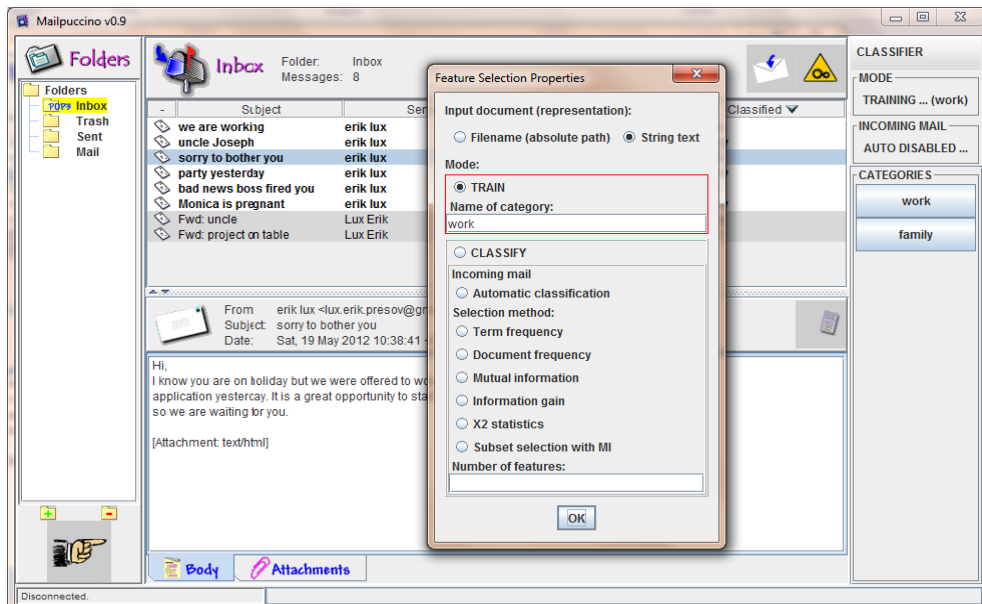 Mailpuccino v0.9
Folders
Folders
POP3 Inbox
Trash
Sent
Mail
Inbox
Folder: Inbox
Messages: 8
- Subject Sen Classified
we are working erik lux
uncle Joseph erik lux
sorry to bother you erik lux
party yesterday erik lux
bad news boss fired you erik lux
Monica is pregnant erik lux
Fwd: uncle Lux Erik
Fwd: project on table Lux Erik
From erik lux <lux.erik.presov@gm
Subject: sorry to bother you
Date: Sat, 19 May 2012 10:38:41
Hi,
I know you are on holiday but we were offered to wo
application yestercay. It is a great opportunity to sta
so we are waiting for you.
[Attachment: text/html]
Body
Attachments
Disconnected.
Feature Selection Properties
Input document (representation):
Filename (absolute path) String text
Mode:
TRAIN
Name of category:
work
CLASSIFY
Incoming mail
Automatic classification
Selection method:
Term frequency
Document frequency
Mutual information
Information gain
X2 statistics
Subset selection with MI
Number of features:
OK
CLASSIFIER
MODE
TRAINING ... (work)
INCOMING MAIL
AUTO DISABLED ...
CATEGORIES
work
family